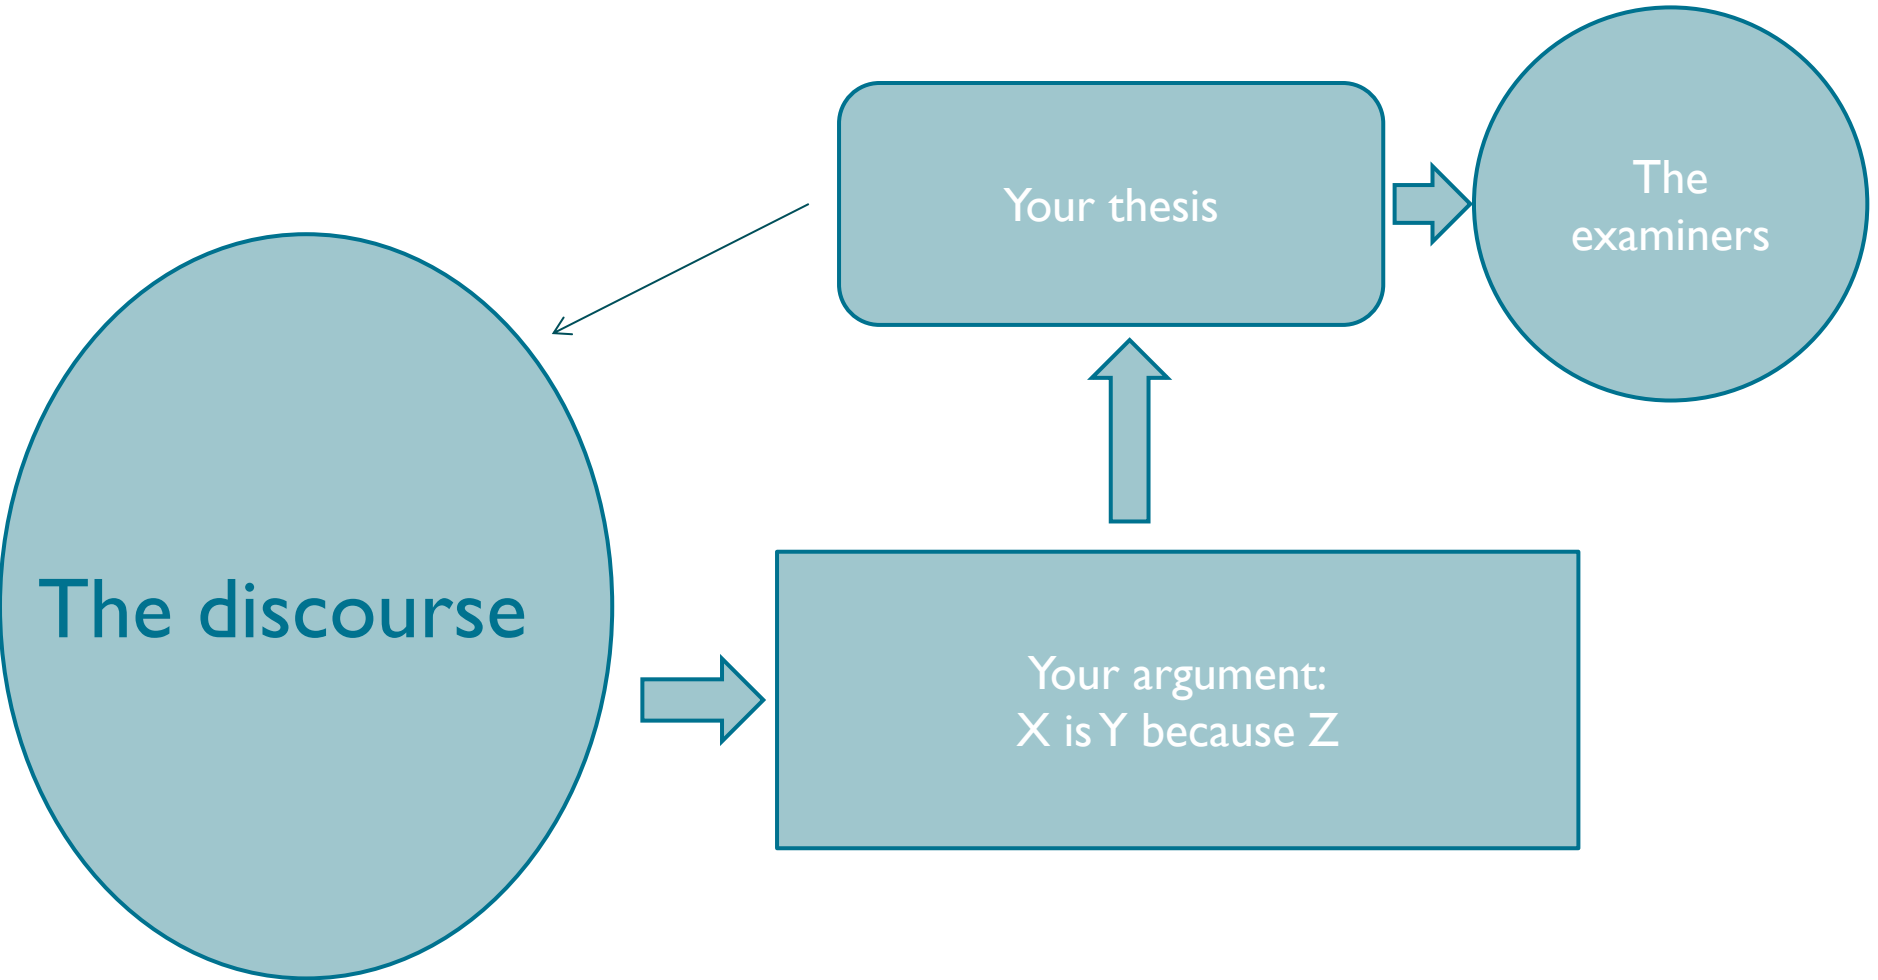 Your thesis
The
examiners
The discourse
Your argument:
X is Y because Z